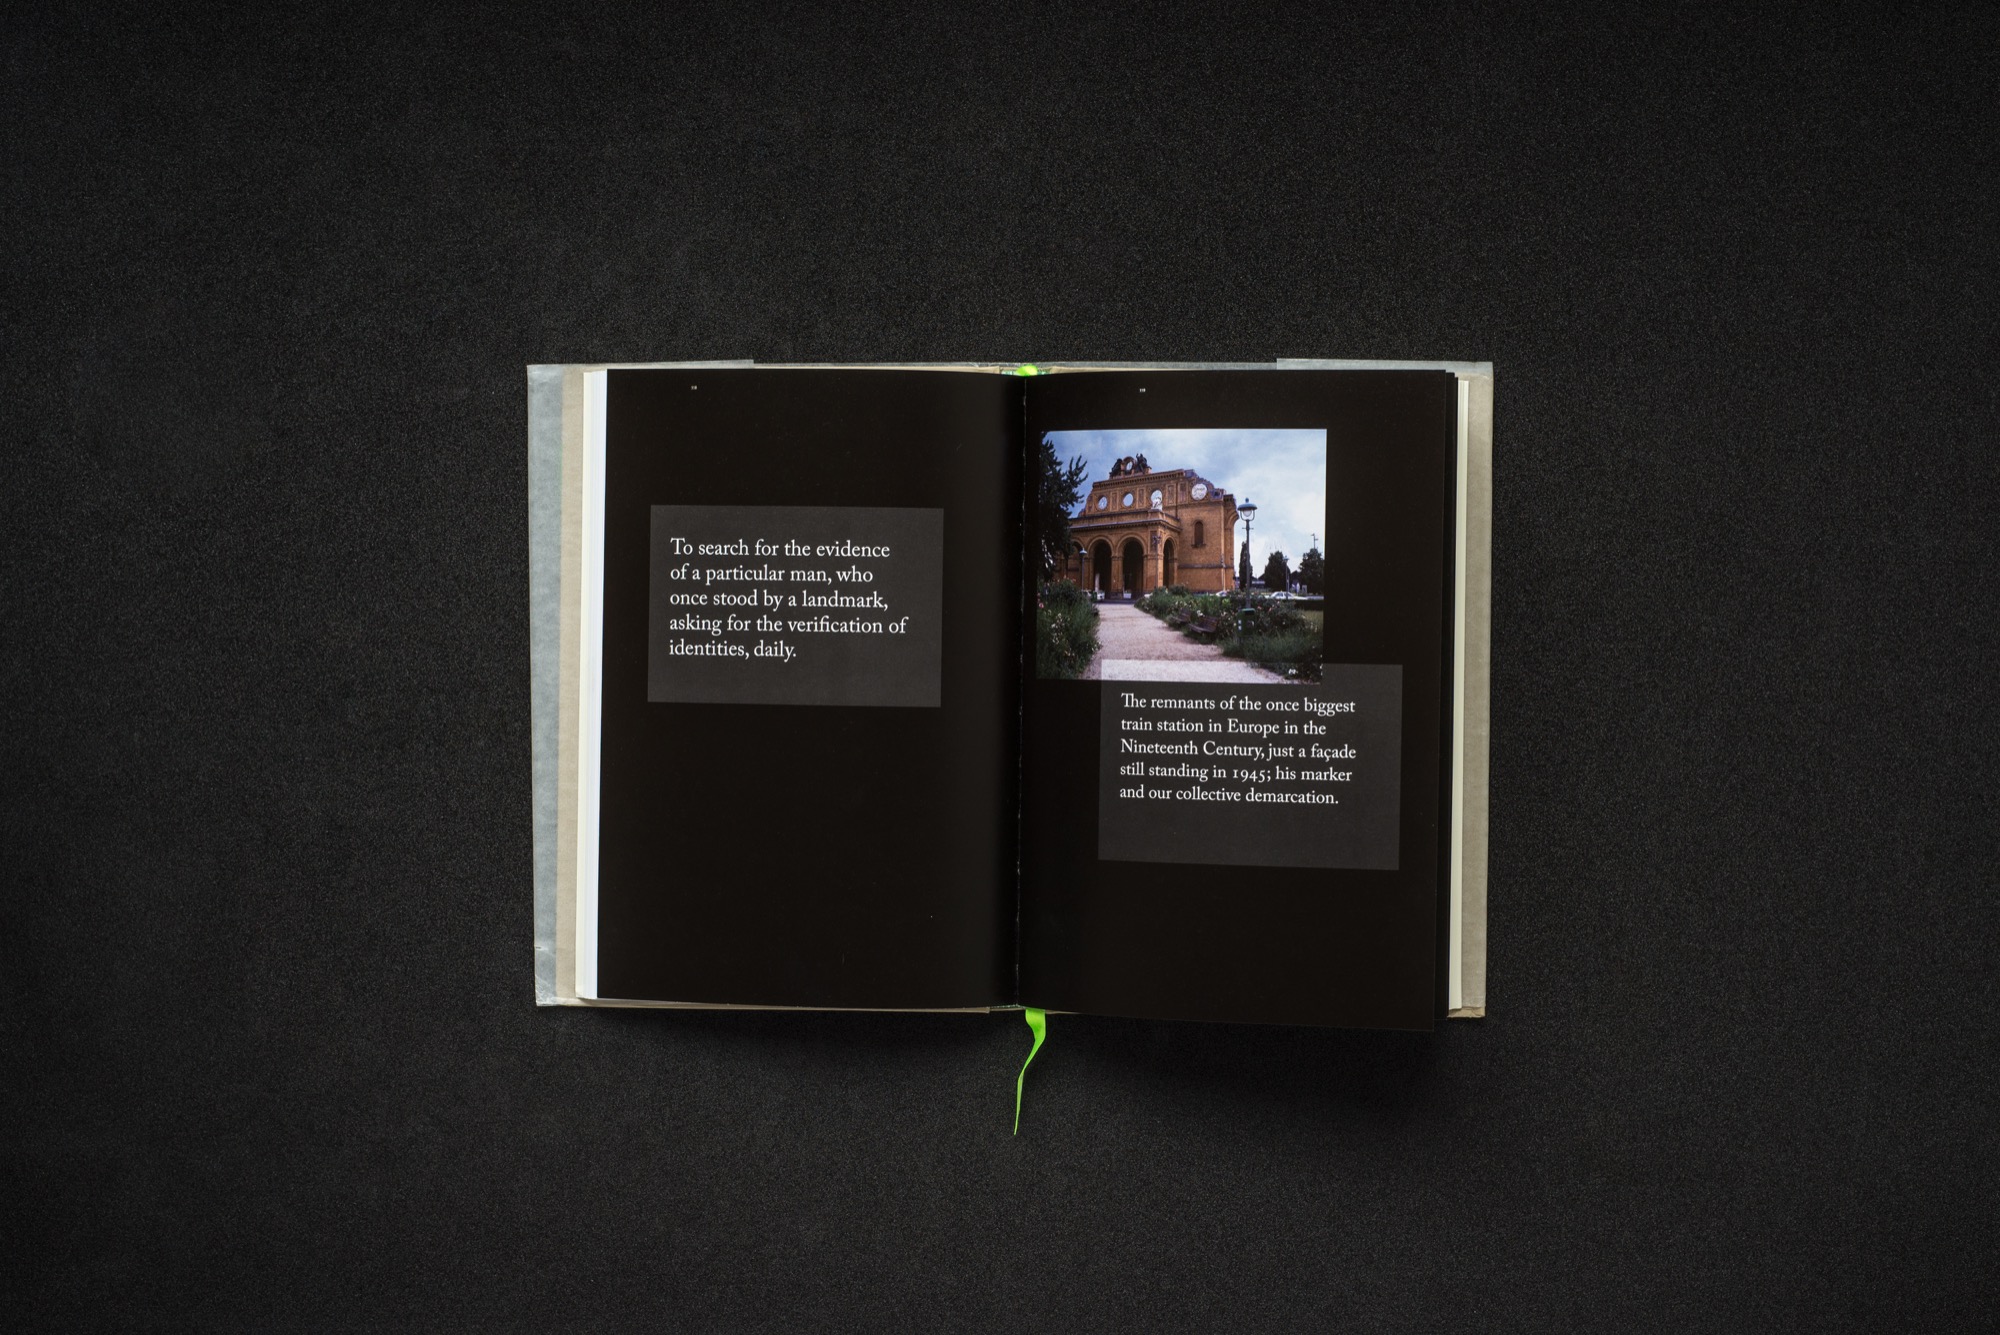 To search for the evidence
of a particular man, who
once stood by a landmark,
asking for the verification of
identities, daily.
The remnants of the once biggest
train station in Europe in the
Nineteenth Century, just a façade
still standing in 1945; his marker
and our collective demarcation.